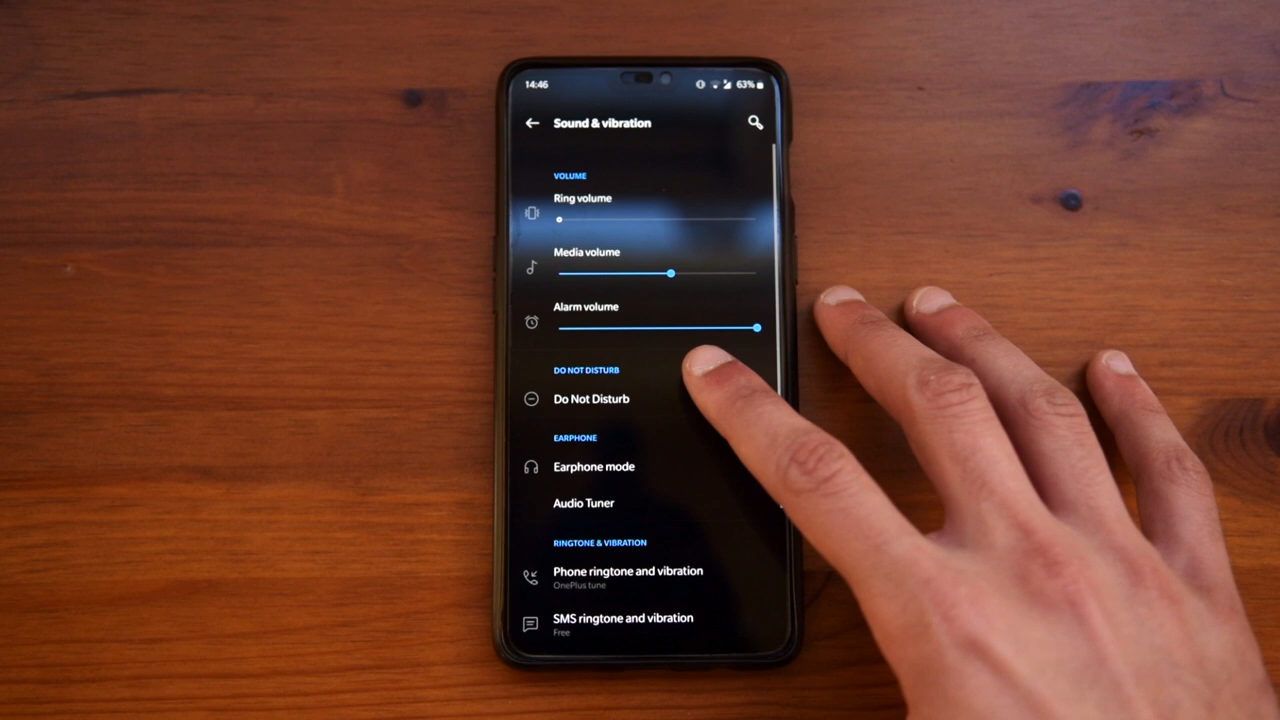 14:46 63%
Sound & vibration
VOLUME
Ring volume
Media volume
Alarm volume
DO NOT DISTURB
Do Not Disturb
EARPHONE
Earphone mode
Audio Tuner
RINGTONE & VIBRATION
Phone ringtone and vibration
OnePlus tune
SMS ringtone and vibration
Free